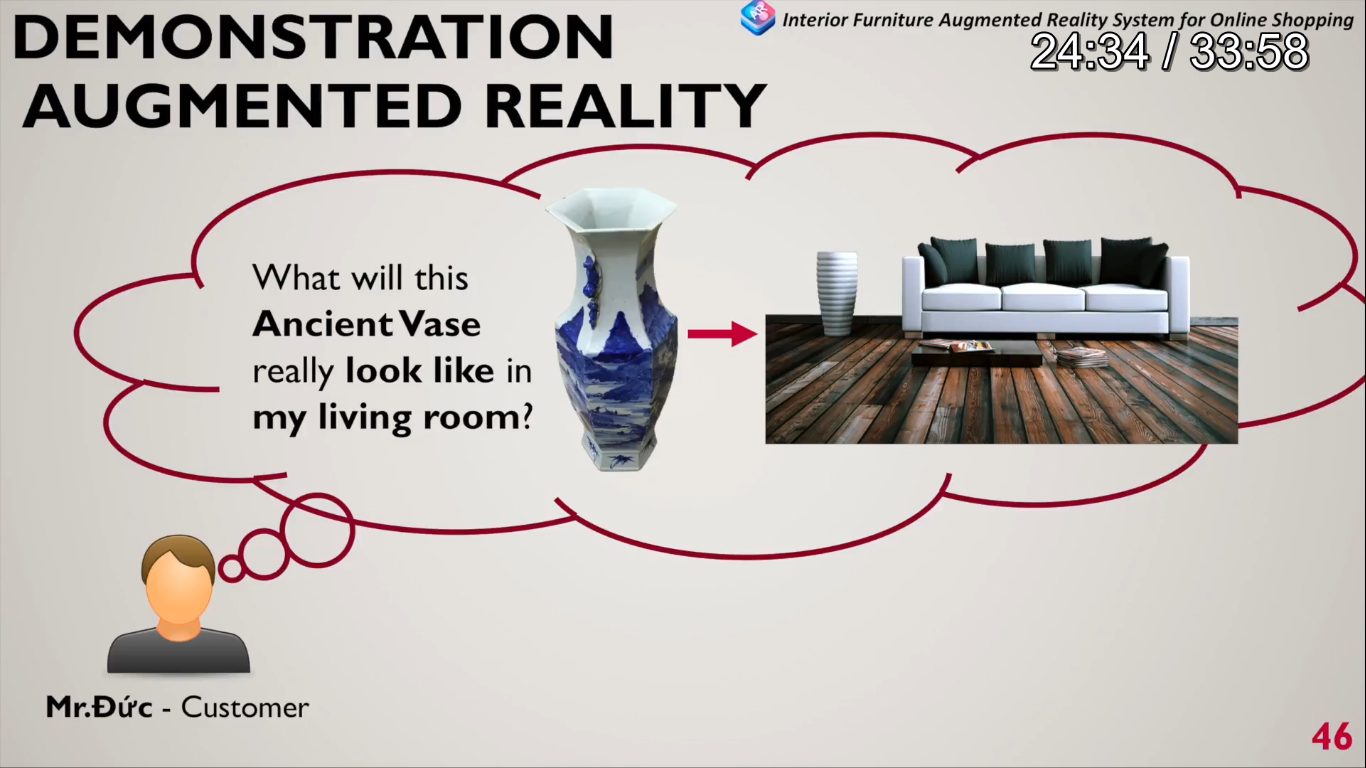 DEMONSTRATION
AUGMENTED REALITY
Interior Furniture Augmented Reality System for Online Shopping
24:34 / 33:58
What will this
Ancient Vase
really look like in
my living room?
Mr.Đức - Customer
46